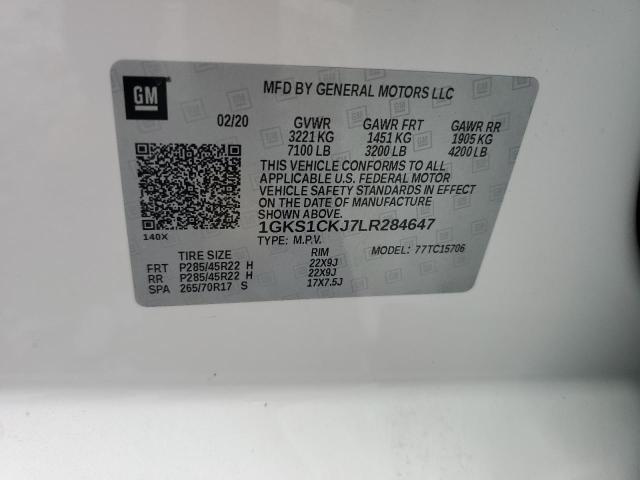 GM
MFD BY GENERAL MOTORS LLC
02/20 GVWR GAWR FRT GAWR RR
3221 KG 1451 KG 1905 KG
7100 LB 3200 LB 4200 LB
THIS VEHICLE CONFORMS TO ALL
APPLICABLE U.S. FEDERAL MOTOR
VEHICLE SAFETY STANDARDS IN EFFECT
ON THE DATE OF MANUFACTURE
SHOWN ABOVE.
1GKS1CKJ7LR284647
140X
TYPE: M.P.V. MODEL: 77TC15706
TIRE SIZE RIM
FRT P285/45R22 H 22X9J
RR P285/45R22 H 22X9J
SPA 265/70R17 S 17X7.5J